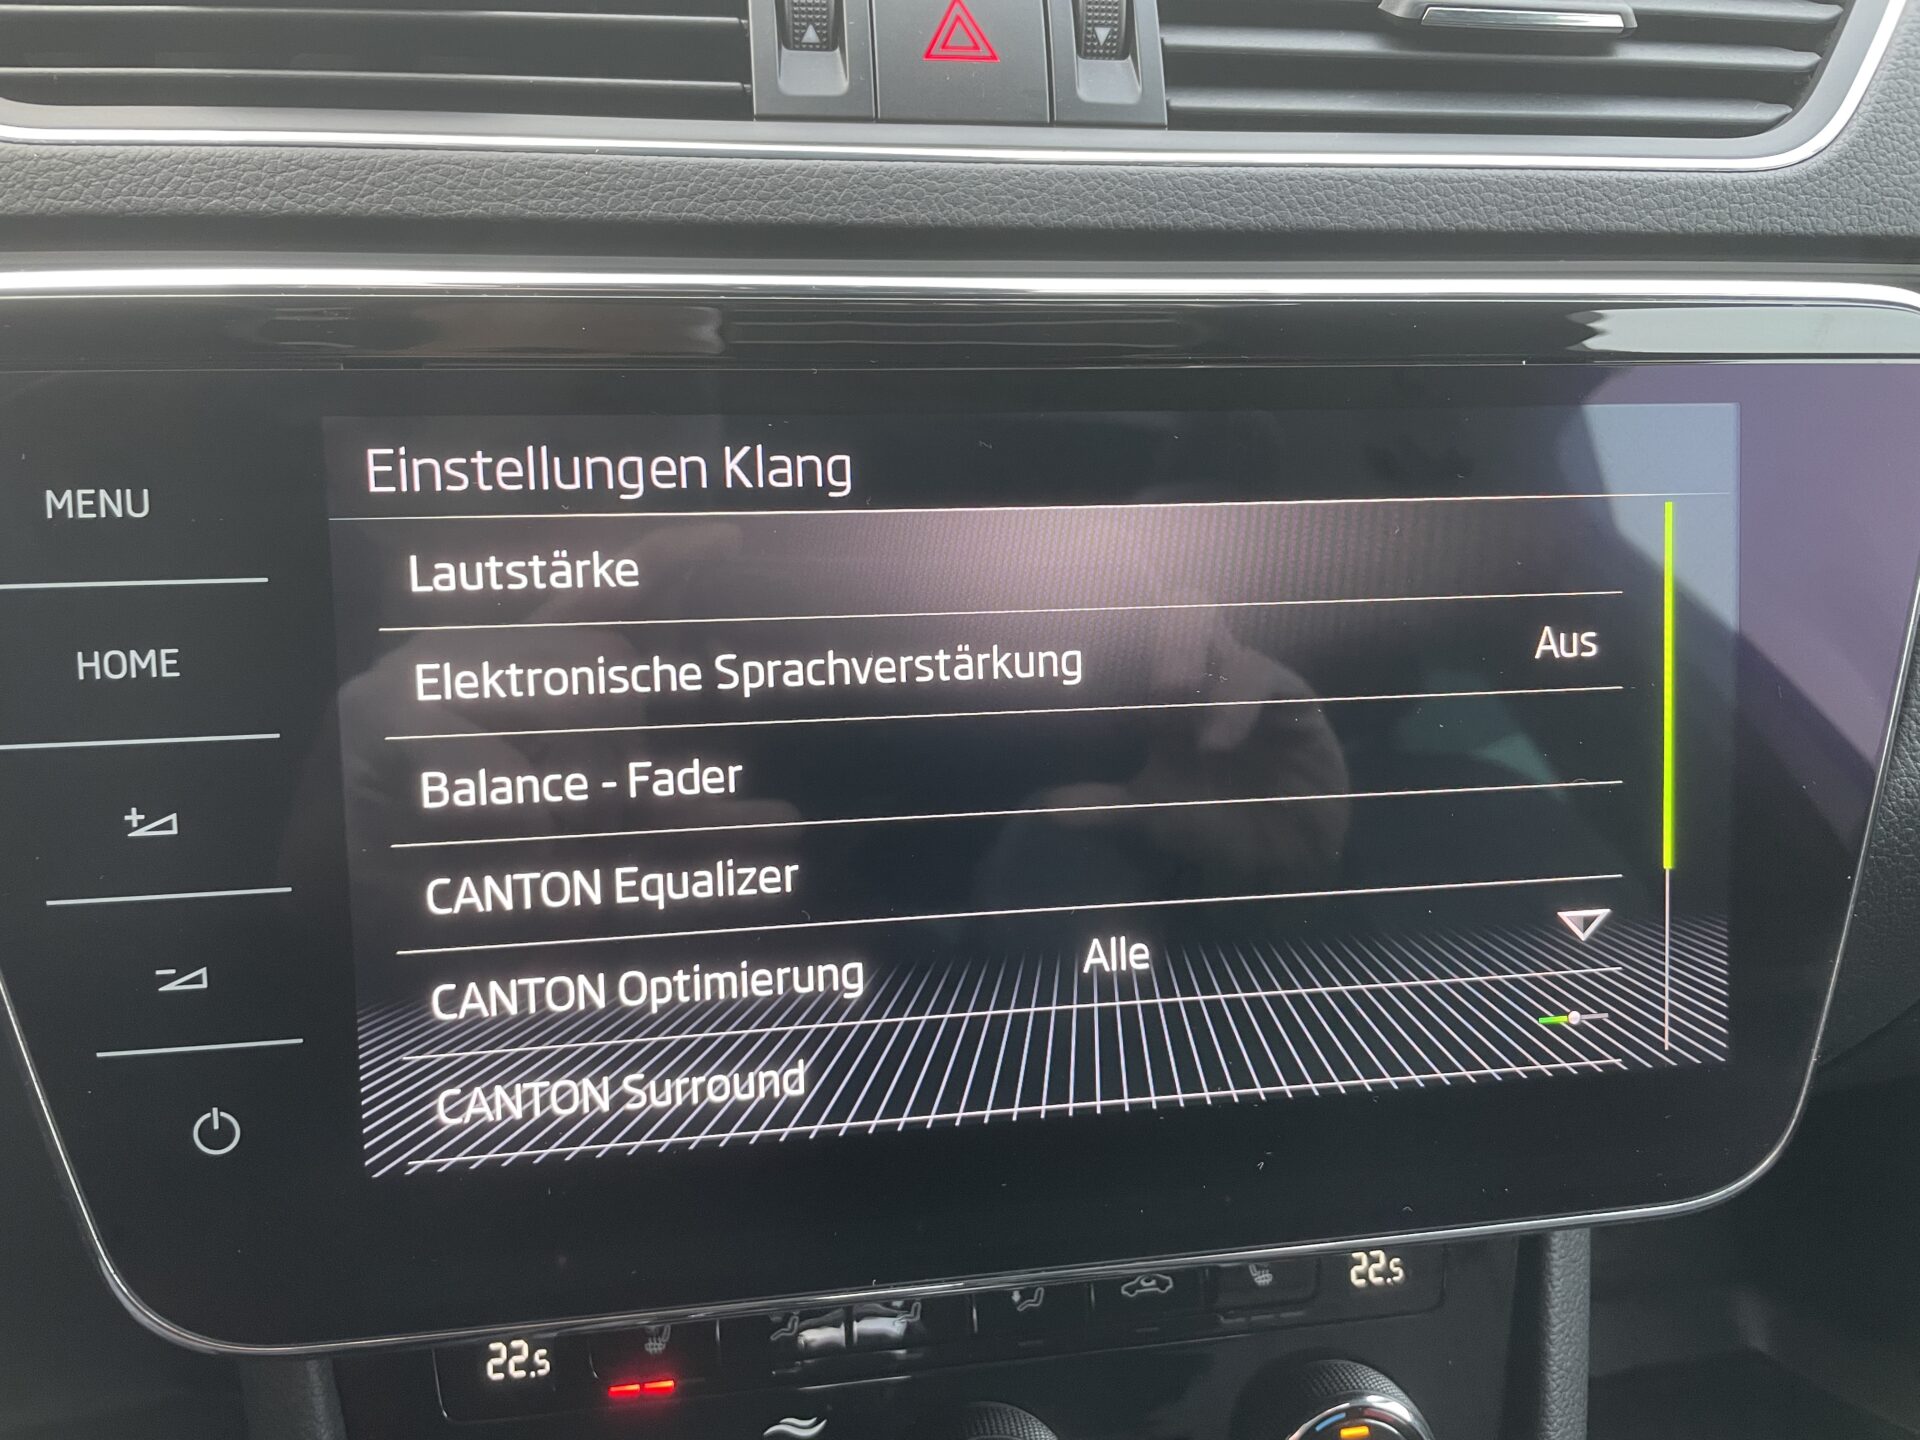 MENU
HOME
Einstellungen Klang
Lautstärke
Elektronische Sprachverstärkung Aus
Balance - Fader
CANTON Equalizer
CANTON Optimierung Alle
CANTON Surround
22.5
22.5